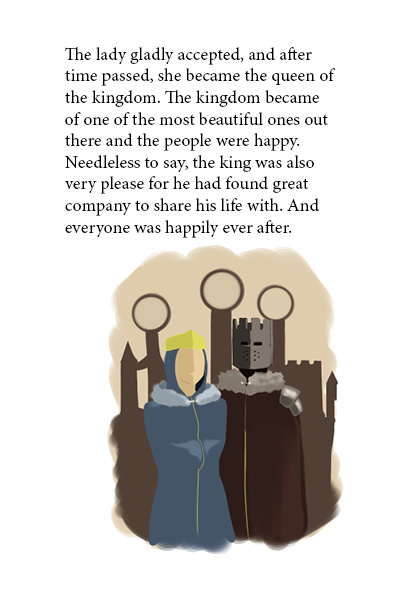 The lady gladly accepted, and after
time passed, she became the queen of
the kingdom. The kingdom became
of one of the most beautiful ones out
there and the people were happy.
Needleless to say, the king was also
very please for he had found great
company to share his life with. And
everyone was happily ever after.